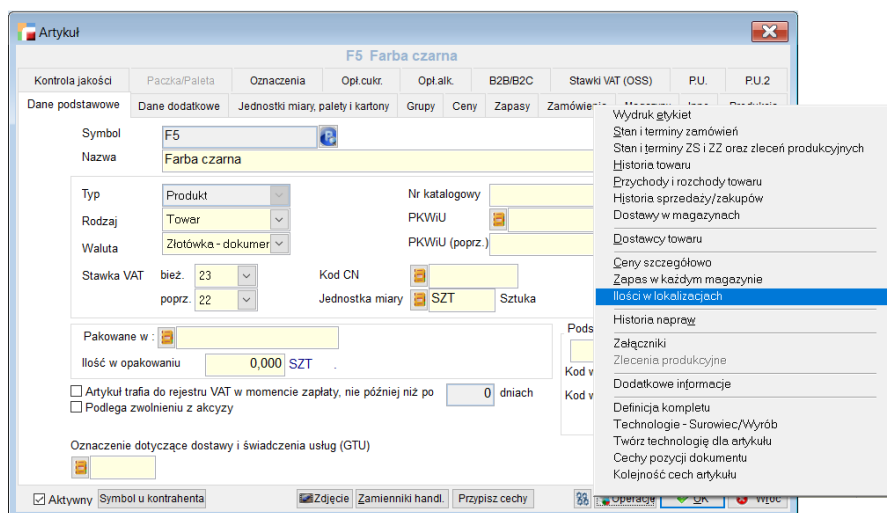 Artykuł
F5 Farba czarna
Kontrola jakości Paczka/Paleta Oznaczenia Opł.cukr. Opł.alk. B2B/B2C Stawki VAT (OSS) P.U. P.U.2
Dane podstawowe Dane dodatkowe Jednostki miary, palety i kartony Grupy Ceny Zapasy
Symbol F5
Nazwa Farba czarna
Typ Produkt Nr katalogowy
Rodzaj Towar PKWiU
Waluta Złotówka - dokumer PKWiU (poprz.)
Stawka VAT bież. 23 Kod CN
poprz. 22 Jednostka miary SZT Sztuka
Pakowane w :
Ilość w opakowaniu 0,000 SZT .
Pods
Kod w
Kod w
Artykuł trafia do rejestru VAT w momencie zapłaty, nie później niż po 0 dniach
Podlega zwolnieniu z akcyzy
Oznaczenie dotyczące dostawy i świadczenia usług (GTU)
Aktywny Symbol u kontrahenta Zdjęcie Zamienniki handl. Przypisz cechy Operacje OK
Wydruk etykiet
Stan i terminy zamówień
Stan i terminy ZS i ZZ oraz zleceń produkcyjnych
Historia towaru
Przychody i rozchody towaru
Historia sprzedaży/zakupów
Dostawy w magazynach
Dostawcy towaru
Ceny szczegółowo
Zapas w każdym magazynie
Ilości w lokalizacjach
Historia napraw
Załączniki
Zlecenia produkcyjne
Dodatkowe informacje
Definicja kompletu
Technologie - Surowiec/Wyrób
Twórz technologię dla artykułu
Cechy pozycji dokumentu
Kolejność cech artykułu